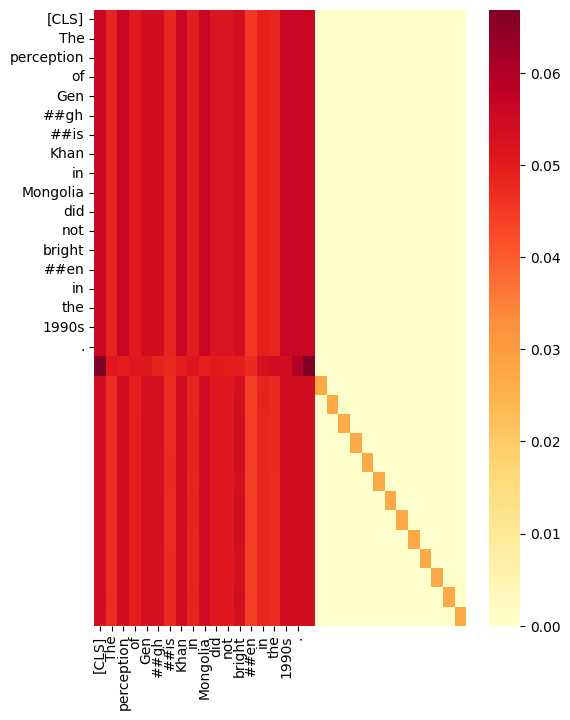 [CLS]
The
perception
of
Gen
##gh
##is
Khan
in
Mongolia
did
not
bright
##en
in
the
1990s
.
0.06
0.05
0.04
0.03
0.02
0.01
0.00
[CLS]
The
perception
of
Gen
##gh
##is
Khan
in
Mongolia
did
not
bright
##en
in
the
1990s
.